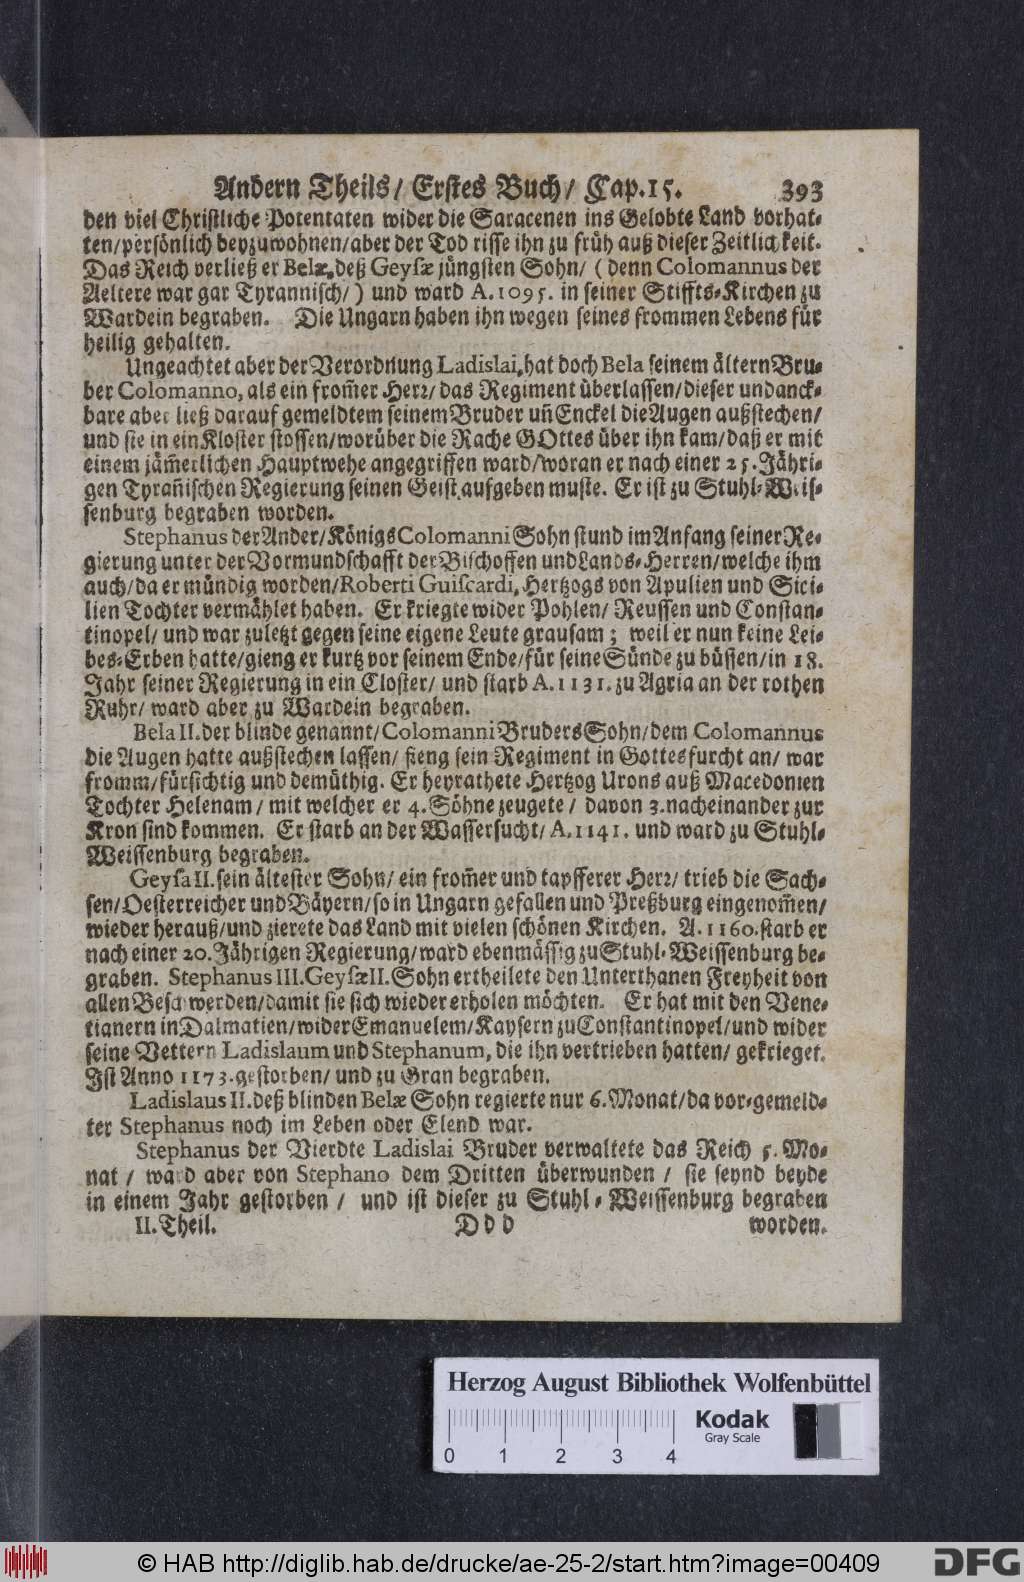 Andern Theils/ Erstes Buch/ Cap.15. 393
den viel Christliche Potentaten wider die Saracenen ins Gelobte Land vorhat-
ten/persönlich beyzuwohnen/aber der Tod risse ihn zu früh auß dieser Zeitlichkeit.
Das Reich verließ er Belæ, deß Geysæ jüngsten Sohn/ (denn Colomannus der
Aeltere war gar Tyrannisch/) und ward A.1095. in seiner Stiffts-Kirchen zu
Wardein begraben. Die Ungarn haben ihn wegen seines frommen Lebens für
heilig gehalten.
Ungeachtet aber der Verordnung Ladislai, hat doch Bela seinem ältern Bru-
der Colomanno, als ein from̃er Herꝛ/ das Regiment überlassen/dieser undanck-
bare aber ließ darauf gemeldtem seinem Bruder uñ Enckel die Augen außstechen/
und sie in ein Kloster stossen/worüber die Rache GOttes über ihn kam/daß er mit
einem jäm̃erlichen Hauptwehe angegriffen ward/woran er nach einer 25. Jähri-
gen Tyrañischen Regierung seinen Geist aufgeben muste. Er ist zu Stuhl-Weis-
senburg begraben worden.
Stephanus der Ander/Königs Colomanni Sohn stund im Anfang seiner Re-
gierung unter der Vormundschafft der Bischoffen und Lands-Herren/welche ihm
auch/da er mündig worden/Roberti Guiscardi, Hertzogs von Apulien und Sici-
lien Tochter vermählet haben. Er kriegte wider Pohlen/ Reussen und Constan-
tinopel/ und war zuletzt gegen seine eigene Leute grausam; weil er nun keine Lei-
bes-Erben hatte/gieng er kurtz vor seinem Ende/für seine Sünde zu büssen/in 18.
Jahr seiner Regierung in ein Closter/ und starb A.1131. zu Agria an der rothen
Ruhr/ ward aber zu Wardein begraben.
Bela II. der blinde genannt/Colomanni Bruders Sohn/dem Colomannus
die Augen hatte außstechen lassen/ fieng sein Regiment in Gottesfurcht an/ war
fromm/fürsichtig und demüthig. Er heyrathete Hertzog Urons auß Macedonien
Tochter Helenam/ mit welcher er 4. Söhne zeugete/ davon 3. nacheinander zur
Kron sind kommen. Er starb an der Wassersucht/ A.1141. und ward zu Stuhl-
Weissenburg begraben.
Geysa II. sein ältester Sohn/ ein from̃er und tapfferer Herꝛ/ trieb die Sach-
sen/Oesterreicher und Bäyern/so in Ungarn gefallen und Preßburg eingenom̃en/
wieder herauß/und zierete das Land mit vielen schönen Kirchen. A.1160. starb er
nach einer 20. Jährigen Regierung/ward ebenmässig zu Stuhl-Weissenburg be-
graben. Stephanus III. Geysæ II. Sohn ertheilete den Unterthanen Freyheit von
allen Beschwerden/damit sie sich wieder erholen möchten. Er hat mit den Vene-
tianern in Dalmatien/wider Emanuelem/Kaysern zu Constantinopel/und wider
seine Vettern Ladislaum und Stephanum, die ihn vertrieben hatten/ gekrieget.
Ist Anno 1173. gestorben/ und zu Gran begraben.
Ladislaus II. deß blinden Belæ Sohn regierte nur 6. Monat/da vor-gemeld-
ter Stephanus noch im Leben oder Elend war.
Stephanus der Vierdte Ladislai Bruder verwaltete das Reich 5. Mo-
nat / ward aber von Stephano dem Dritten überwunden / sie seynd beyde
in einem Jahr gestorben / und ist dieser zu Stuhl-Weissenburg begraben
II. Theil. Ddd worden.
Herzog August Bibliothek Wolfenbüttel
0 1 2 3 4
Kodak
Gray Scale
© HAB http://diglib.hab.de/drucke/ae-25-2/start.htm?image=00409
DFG